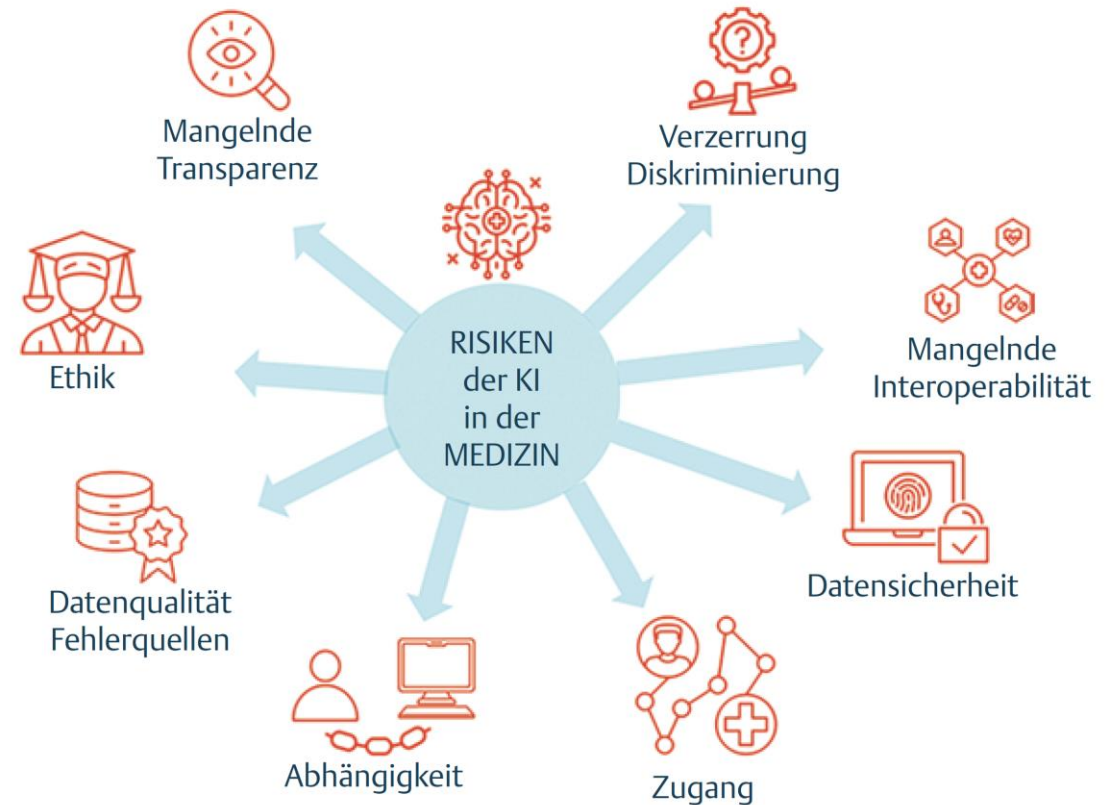 Mangelnde
Transparenz
Verzerrung
Diskriminierung
?
Ethik
RISIKEN
der KI
in der
MEDIZIN
Mangelnde
Interoperabilität
Datenqualität
Fehlerquellen
Datensicherheit
Abhängigkeit
Zugang